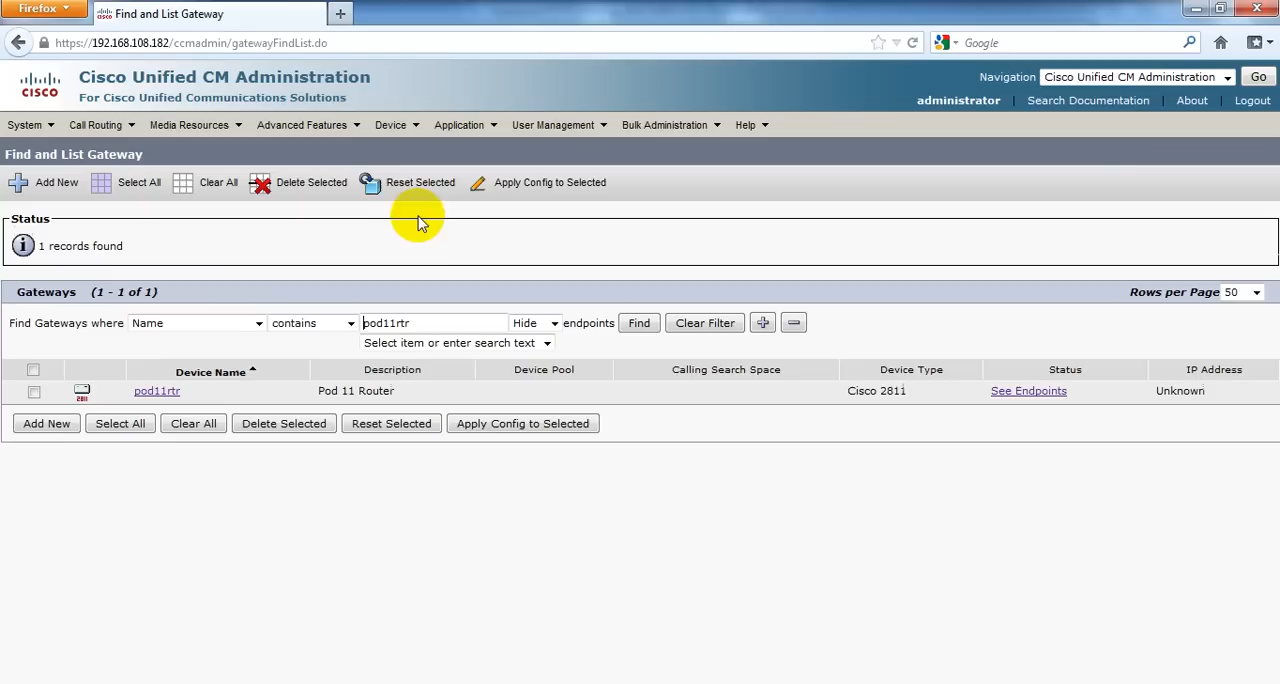 Firefox
Find and List Gateway
https://192.168.108.182/ccmadmin/gatewayFindList.do
Google
CISCO
Cisco Unified CM Administration
For Cisco Unified Communications Solutions
Navigation Cisco Unified CM Administration Go
administrator | Search Documentation | About | Logout
System Call Routing Media Resources Advanced Features Device Application User Management Bulk Administration Help
Find and List Gateway
Add New Select All Clear All Delete Selected Reset Selected Apply Config to Selected
Status
1 records found
Gateways (1 - 1 of 1) Rows per Page 50
Find Gateways where Name contains pod11rtr Hide endpoints Find Clear Filter
Select item or enter search text
Device Name Description Device Pool Calling Search Space Device Type Status IP Address
pod11rtr Pod 11 Router Cisco 2811 See Endpoints Unknown
Add New Select All Clear All Delete Selected Reset Selected Apply Config to Selected